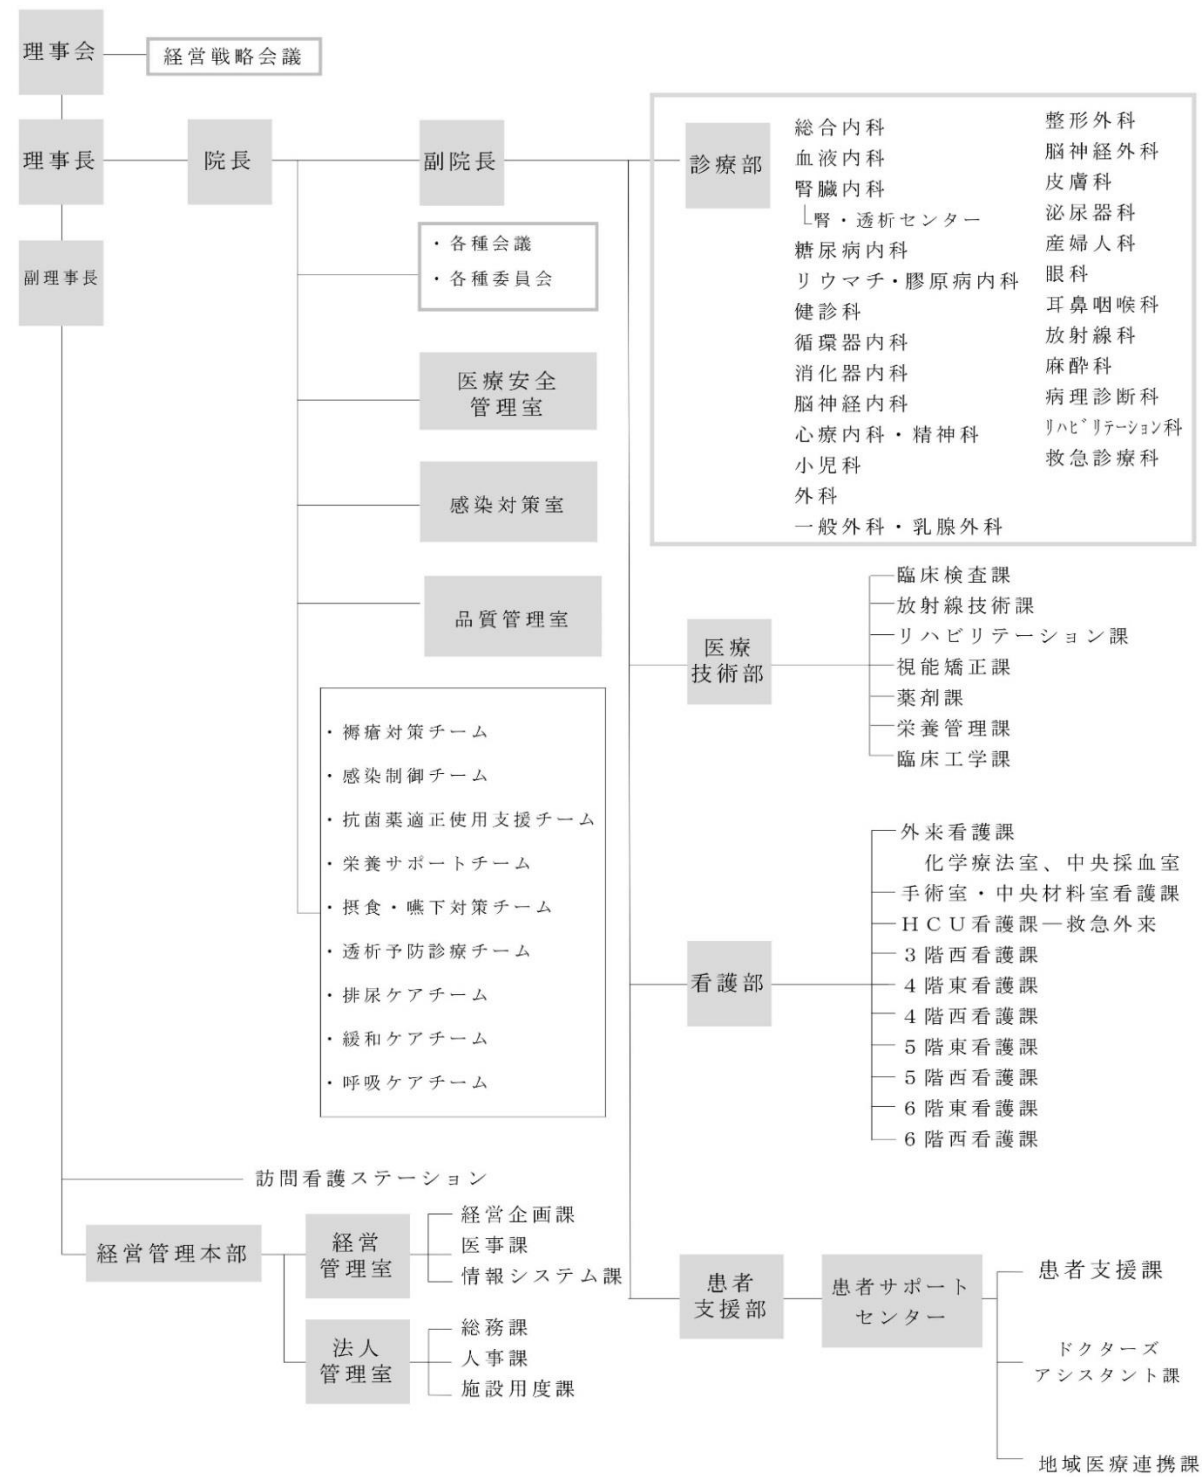 理事会
経営戦略会議
理事長
院長
副院長
副理事長
・各種会議
・各種委員会
医療安全
管理室
感染対策室
品質管理室
・褥瘡対策チーム
・感染制御チーム
・抗菌薬適正使用支援チーム
・栄養サポートチーム
・摂食・嚥下対策チーム
・透析予防診療チーム
・排尿ケアチーム
・緩和ケアチーム
・呼吸ケアチーム
診療部
総合内科
血液内科
腎臓内科
腎・透析センター
糖尿病内科
リウマチ・膠原病内科
健診科
循環器内科
消化器内科
脳神経内科
心療内科・精神科
小児科
外科
一般外科・乳腺外科
整形外科
脳神経外科
皮膚科
泌尿器科
産婦人科
眼科
耳鼻咽喉科
放射線科
麻酔科
病理診断科
ﾘﾊﾋﾞﾘﾃｰｼｮﾝ科
救急診療科
医療
技術部
臨床検査課
放射線技術課
リハビリテーション課
視能矯正課
薬剤課
栄養管理課
臨床工学課
看護部
外来看護課
化学療法室、中央採血室
手術室・中央材料室看護課
ＨＣＵ看護課―救急外来
３階西看護課
４階東看護課
４階西看護課
５階東看護課
５階西看護課
６階東看護課
６階西看護課
訪問看護ステーション
経営管理本部
経営
管理室
経営企画課
医事課
情報システム課
法人
管理室
総務課
人事課
施設用度課
患者
支援部
患者サポート
センター
患者支援課
ドクターズ
アシスタント課
地域医療連携課